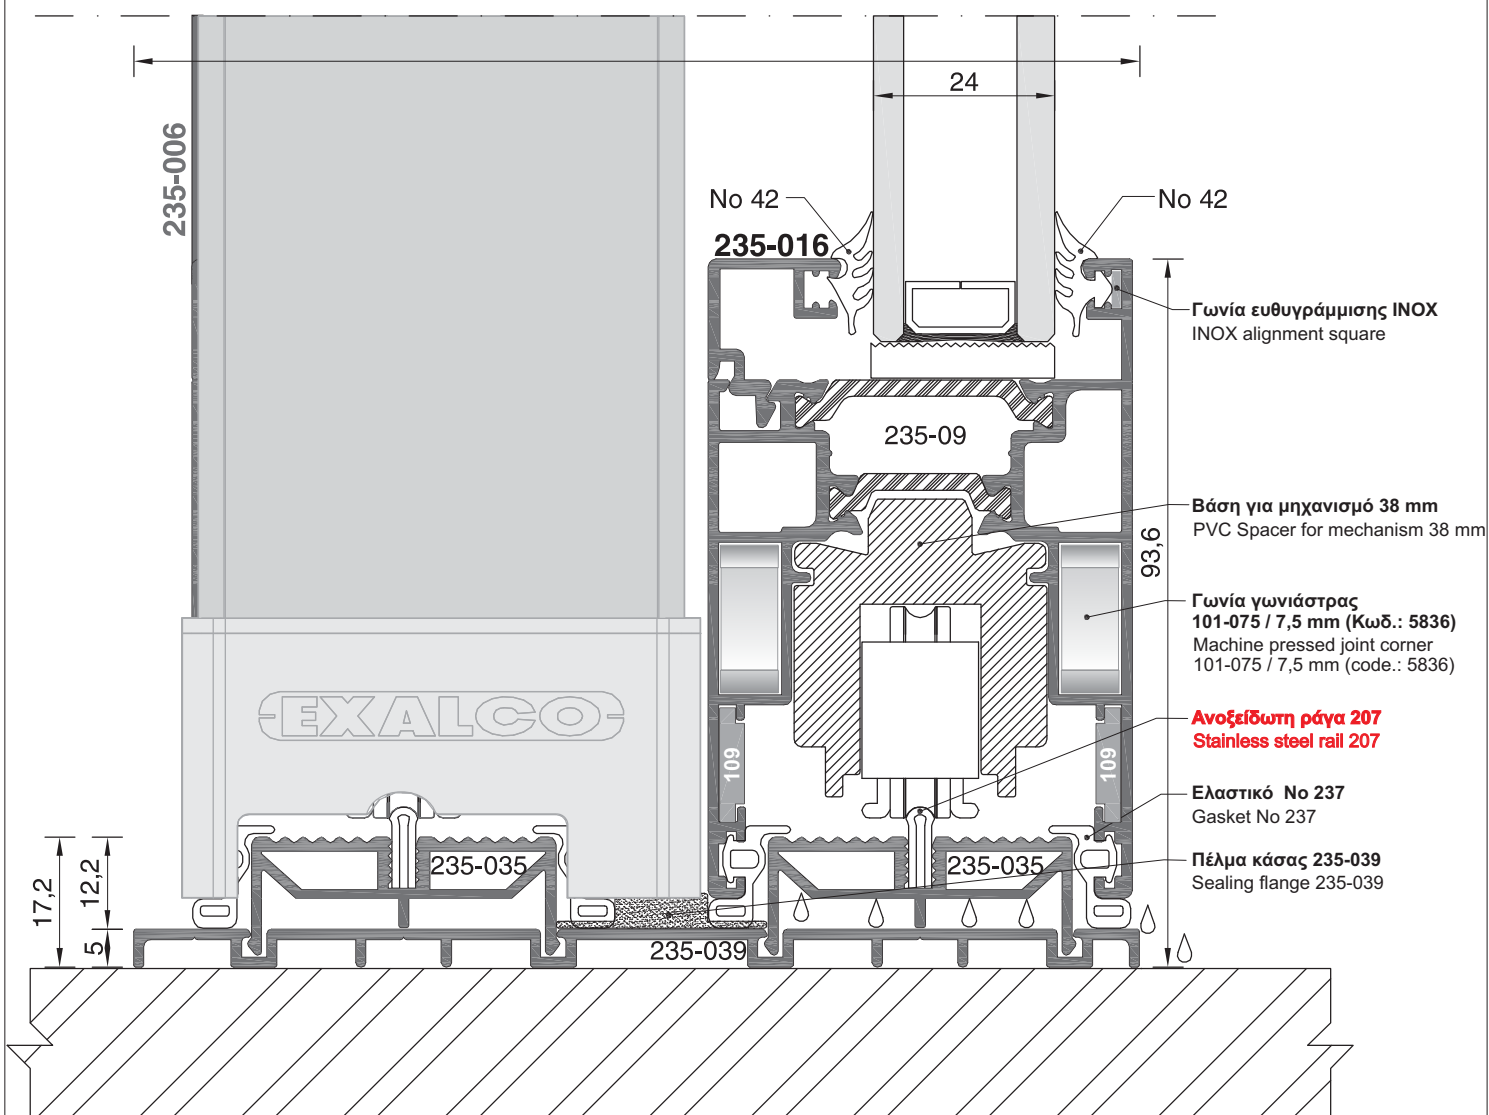 24
235-006
No 42
No 42
235-016
Γωνία ευθυγράμμισης INOX
INOX alignment square
235-09
Βάση για μηχανισμό 38 mm
PVC Spacer for mechanism 38 mm
93,6
Γωνία γωνιάστρας
101-075 / 7,5 mm (Κωδ.: 5836)
Machine pressed joint corner
101-075 / 7,5 mm (code.: 5836)
EXALCO
Ανοξείδωτη ράγα 207
Stainless steel rail 207
109
109
Ελαστικό No 237
Gasket No 237
235-035
235-035
Πέλμα κάσας 235-039
Sealing flange 235-039
17,2
12,2
5
235-039